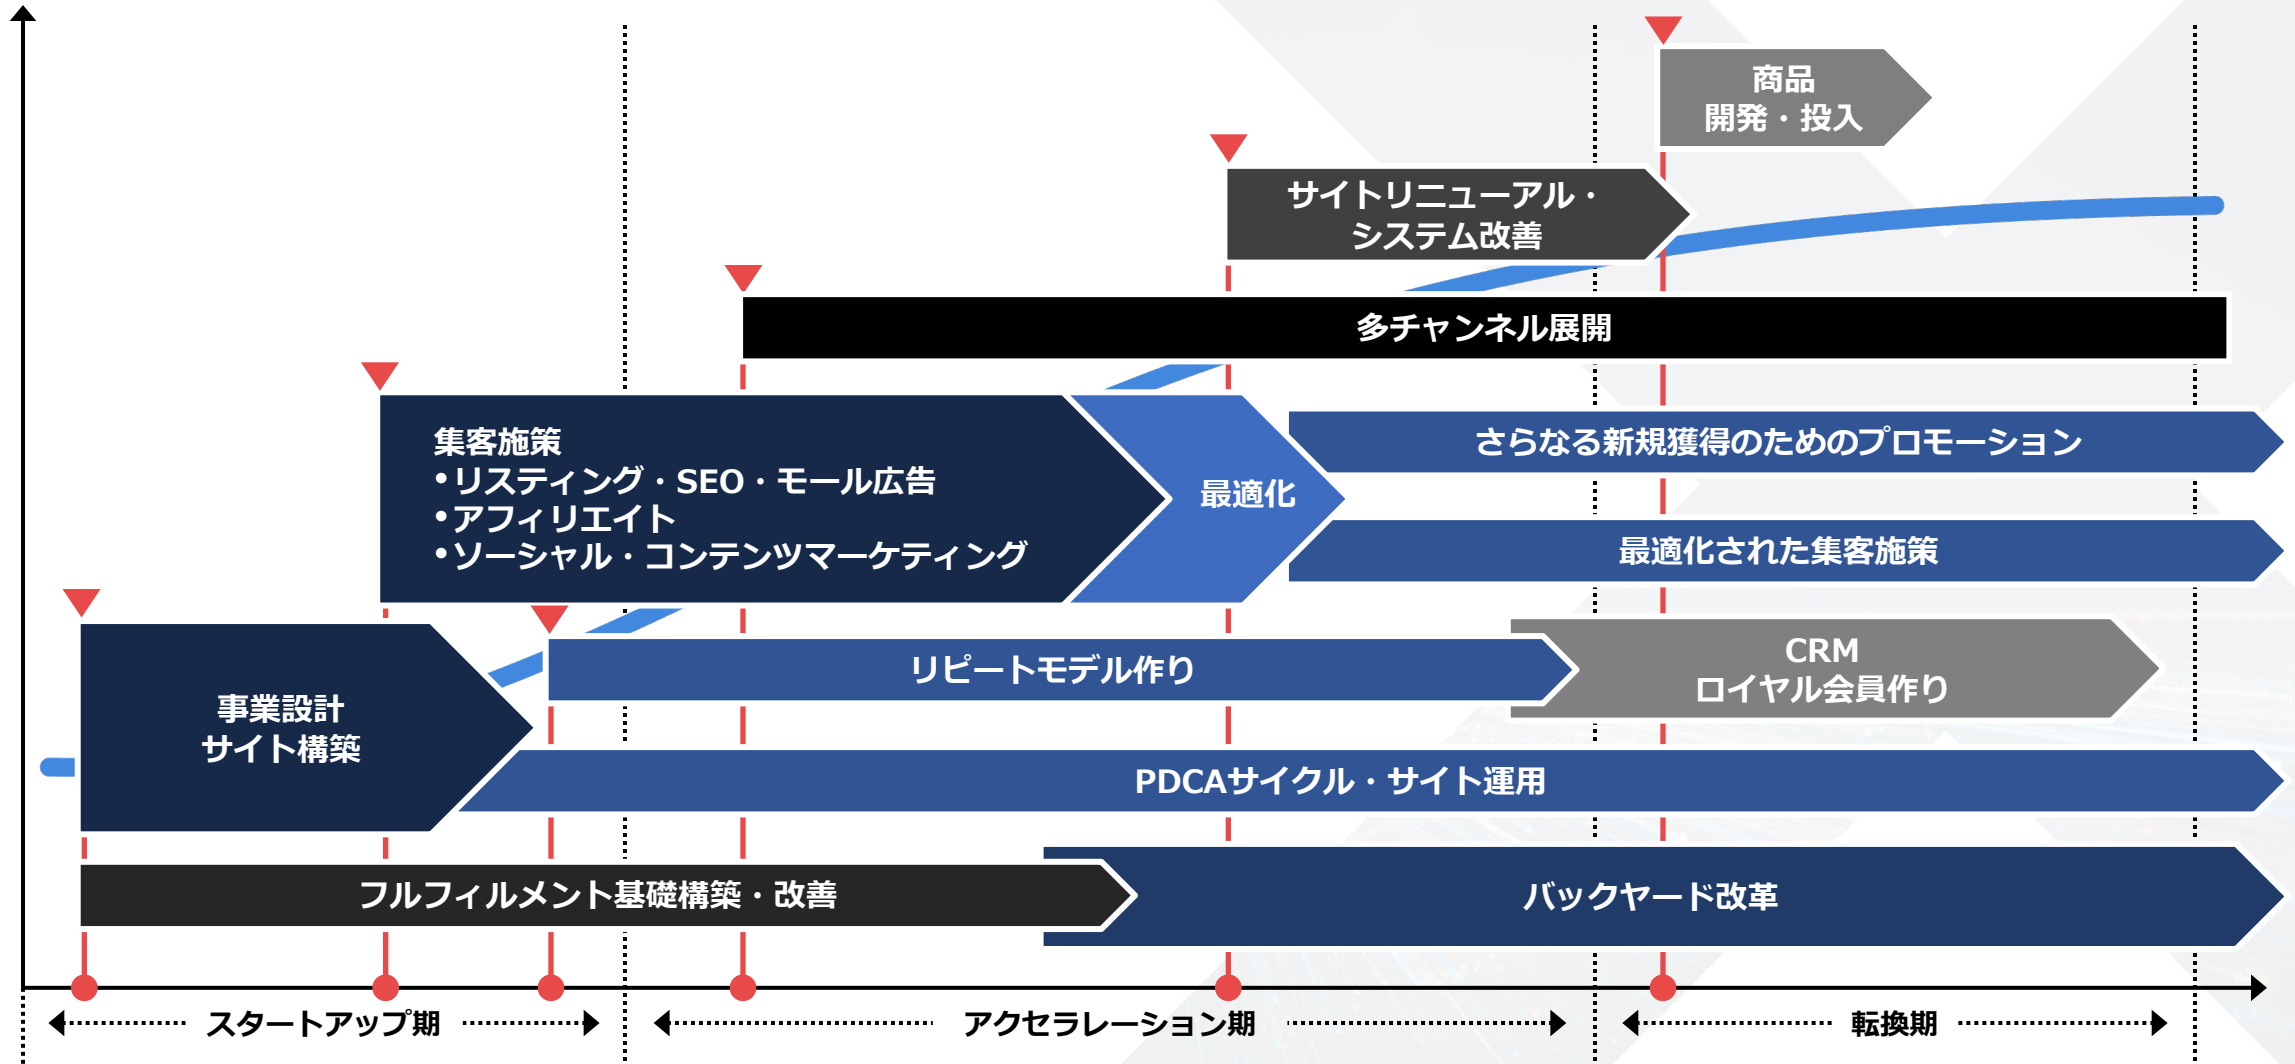 商品
開発・投入
サイトリニューアル・
システム改善
多チャンネル展開
集客施策
•リスティング・SEO・モール広告
•アフィリエイト
•ソーシャル・コンテンツマーケティング
最適化
さらなる新規獲得のためのプロモーション
最適化された集客施策
事業設計
サイト構築
リピートモデル作り
CRM
ロイヤル会員作り
PDCAサイクル・サイト運用
フルフィルメント基礎構築・改善
バックヤード改革
スタートアップ期
アクセラレーション期
転換期